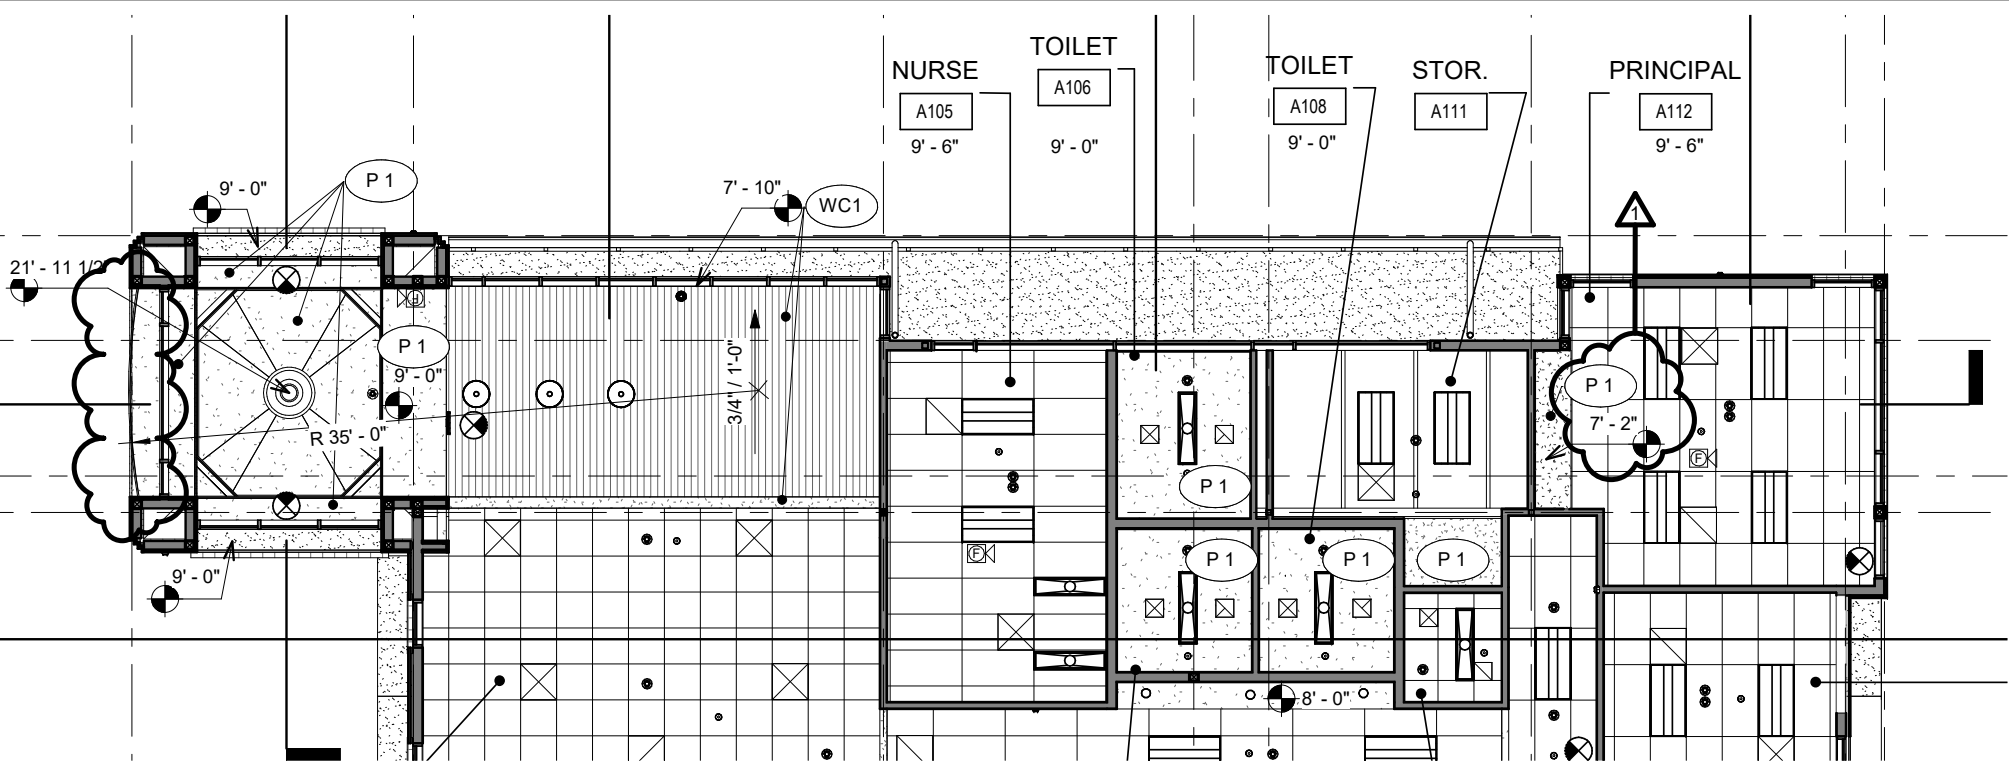 TOILET
NURSE
TOILET
STOR.
PRINCIPAL
A106
A105
A108
A111
A112
9' - 6"
9' - 0"
9' - 0"
9' - 6"
P 1
9' - 0"
7' - 10"
WC1
1
21' - 11 1/2
F
P 1
9' - 0"
3/4" / 1'-0"
P 1
7' - 2"
R 35' - 0"
F
P 1
F
P 1
P 1
P 1
9' - 0"
8' - 0"